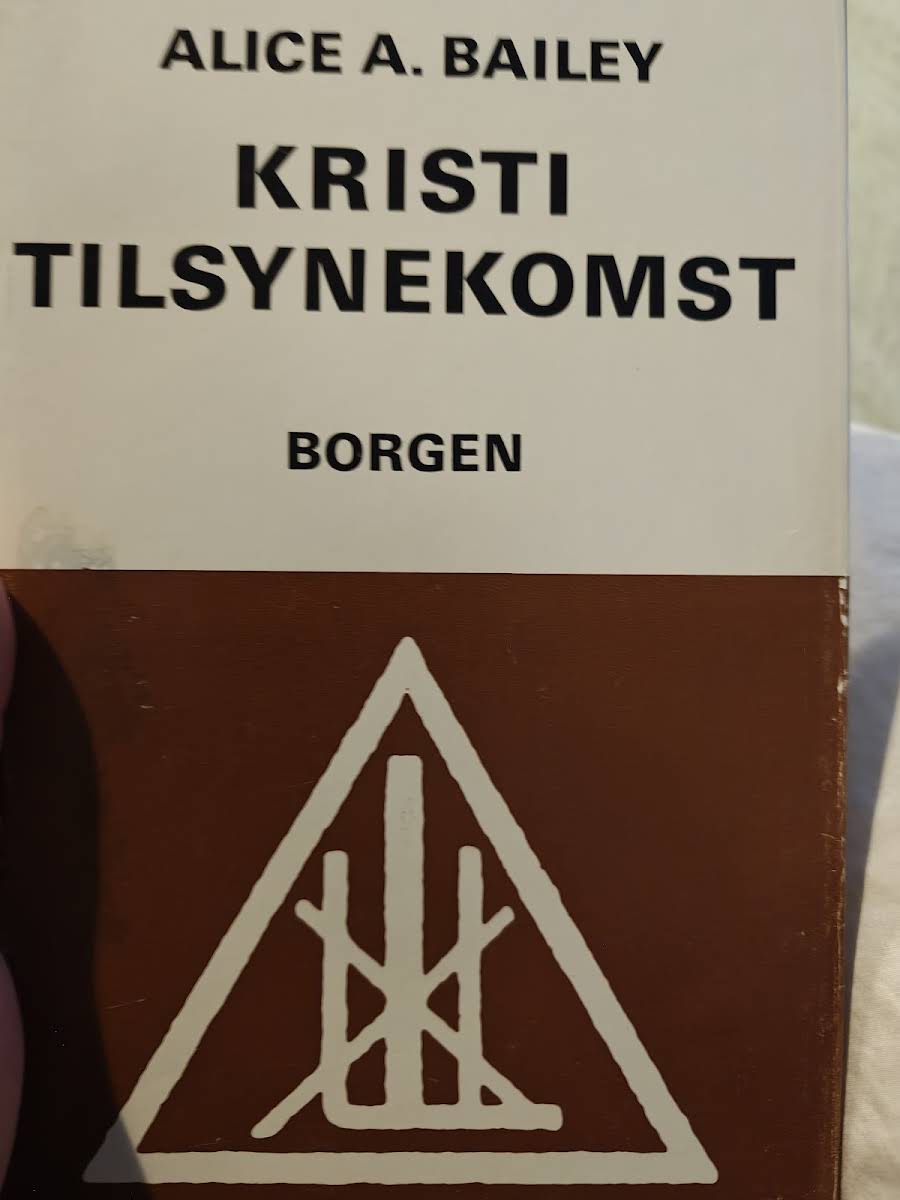 ALICE A. BAILEY
KRISTI
TILSYNEKOMST
BORGEN